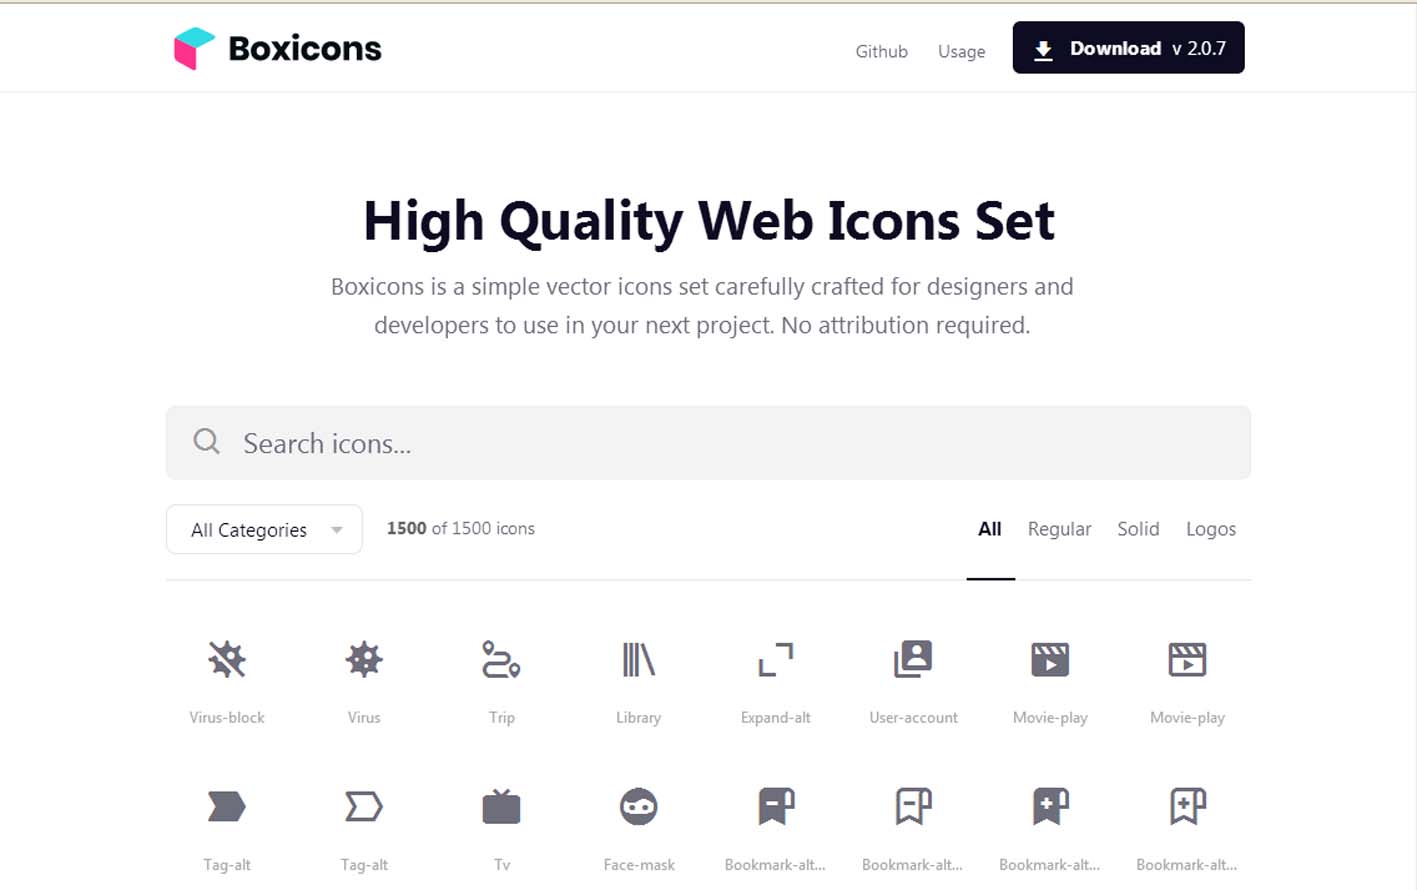 Boxicons
Github Usage Download v 2.0.7
High Quality Web Icons Set
Boxicons is a simple vector icons set carefully crafted for designers and
developers to use in your next project. No attribution required.
Search icons...
All Categories 1500 of 1500 icons All Regular Solid Logos
Virus-block Virus Trip Library Expand-alt User-account Movie-play Movie-play
Tag-alt Tag-alt Tv Face-mask Bookmark-alt... Bookmark-alt... Bookmark-alt... Bookmark-alt...